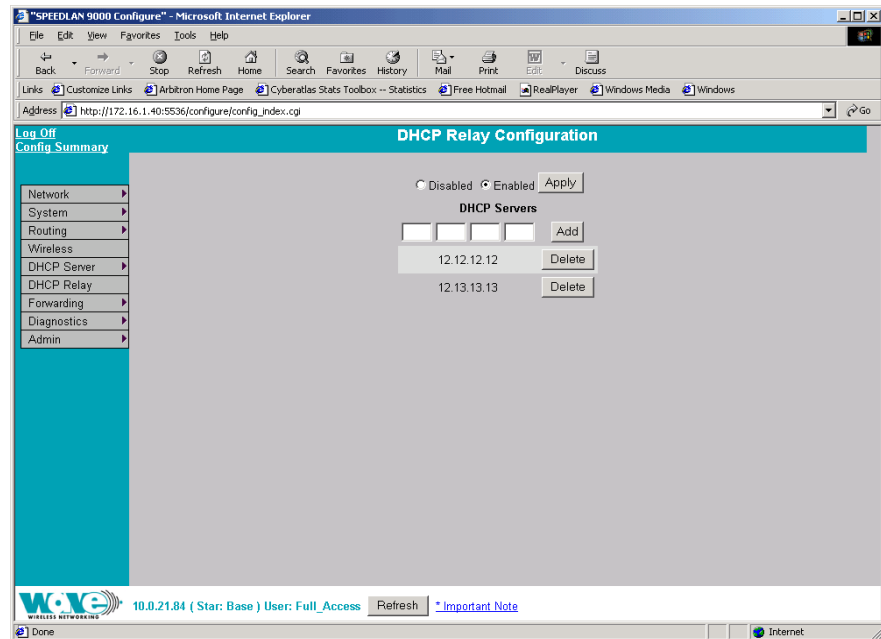 "SPEEDLAN 9000 Configure" - Microsoft Internet Explorer
File Edit View Favorites Tools Help
Back Forward Stop Refresh Home Search Favorites History Mail Print Edit Discuss
Links Customize Links Arbitron Home Page Cyberatlas Stats Toolbox -- Statistics Free Hotmail RealPlayer Windows Media Windows
Address http://172.16.1.40:5536/configure/config_index.cgi Go
Log Off
Config Summary
DHCP Relay Configuration
Disabled Enabled Apply
DHCP Servers
Add
12.12.12.12 Delete
12.13.13.13 Delete
Network
System
Routing
Wireless
DHCP Server
DHCP Relay
Forwarding
Diagnostics
Admin
WAVE
WIRELESS NETWORKING
10.0.21.84 ( Star: Base ) User: Full_Access Refresh * Important Note
Done Internet